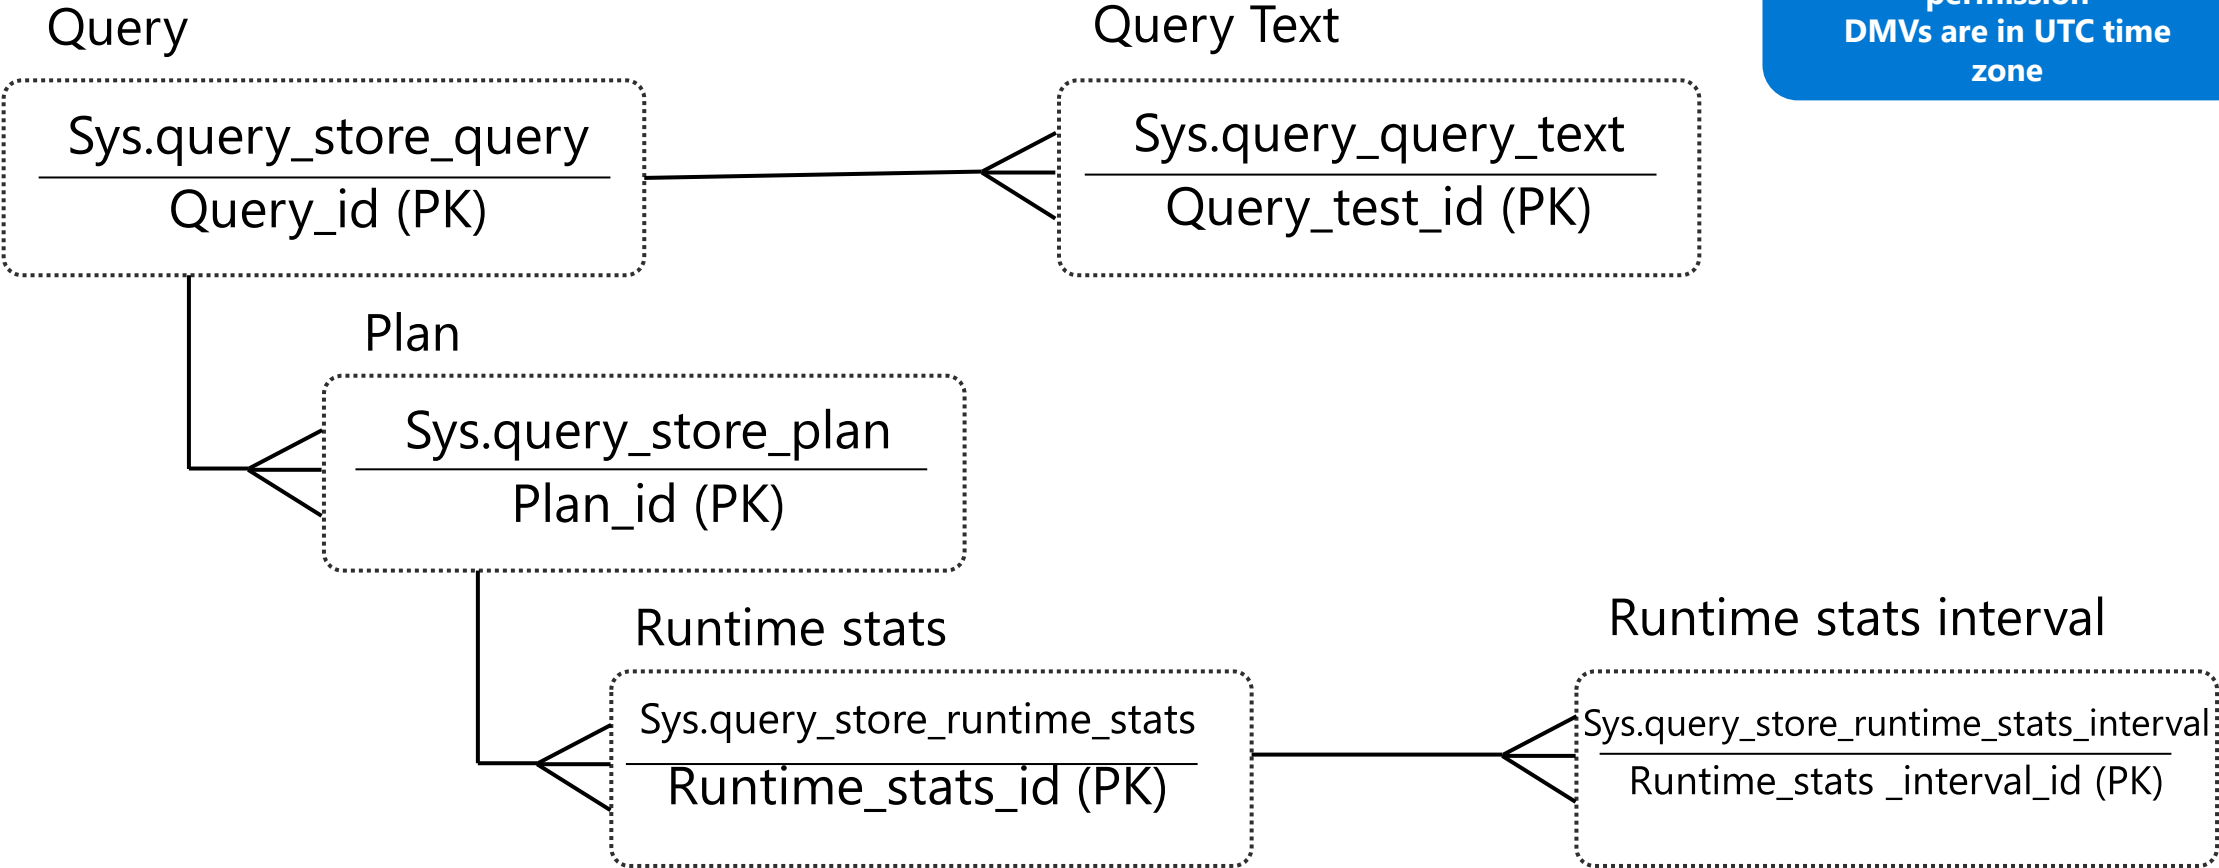 Query
Query Text
permission
DMVs are in UTC time
zone
Sys.query_store_query
Query_id (PK)
Sys.query_query_text
Query_test_id (PK)
Plan
Sys.query_store_plan
Plan_id (PK)
Runtime stats
Runtime stats interval
Sys.query_store_runtime_stats
Runtime_stats_id (PK)
Sys.query_store_runtime_stats_interval
Runtime_stats _interval_id (PK)